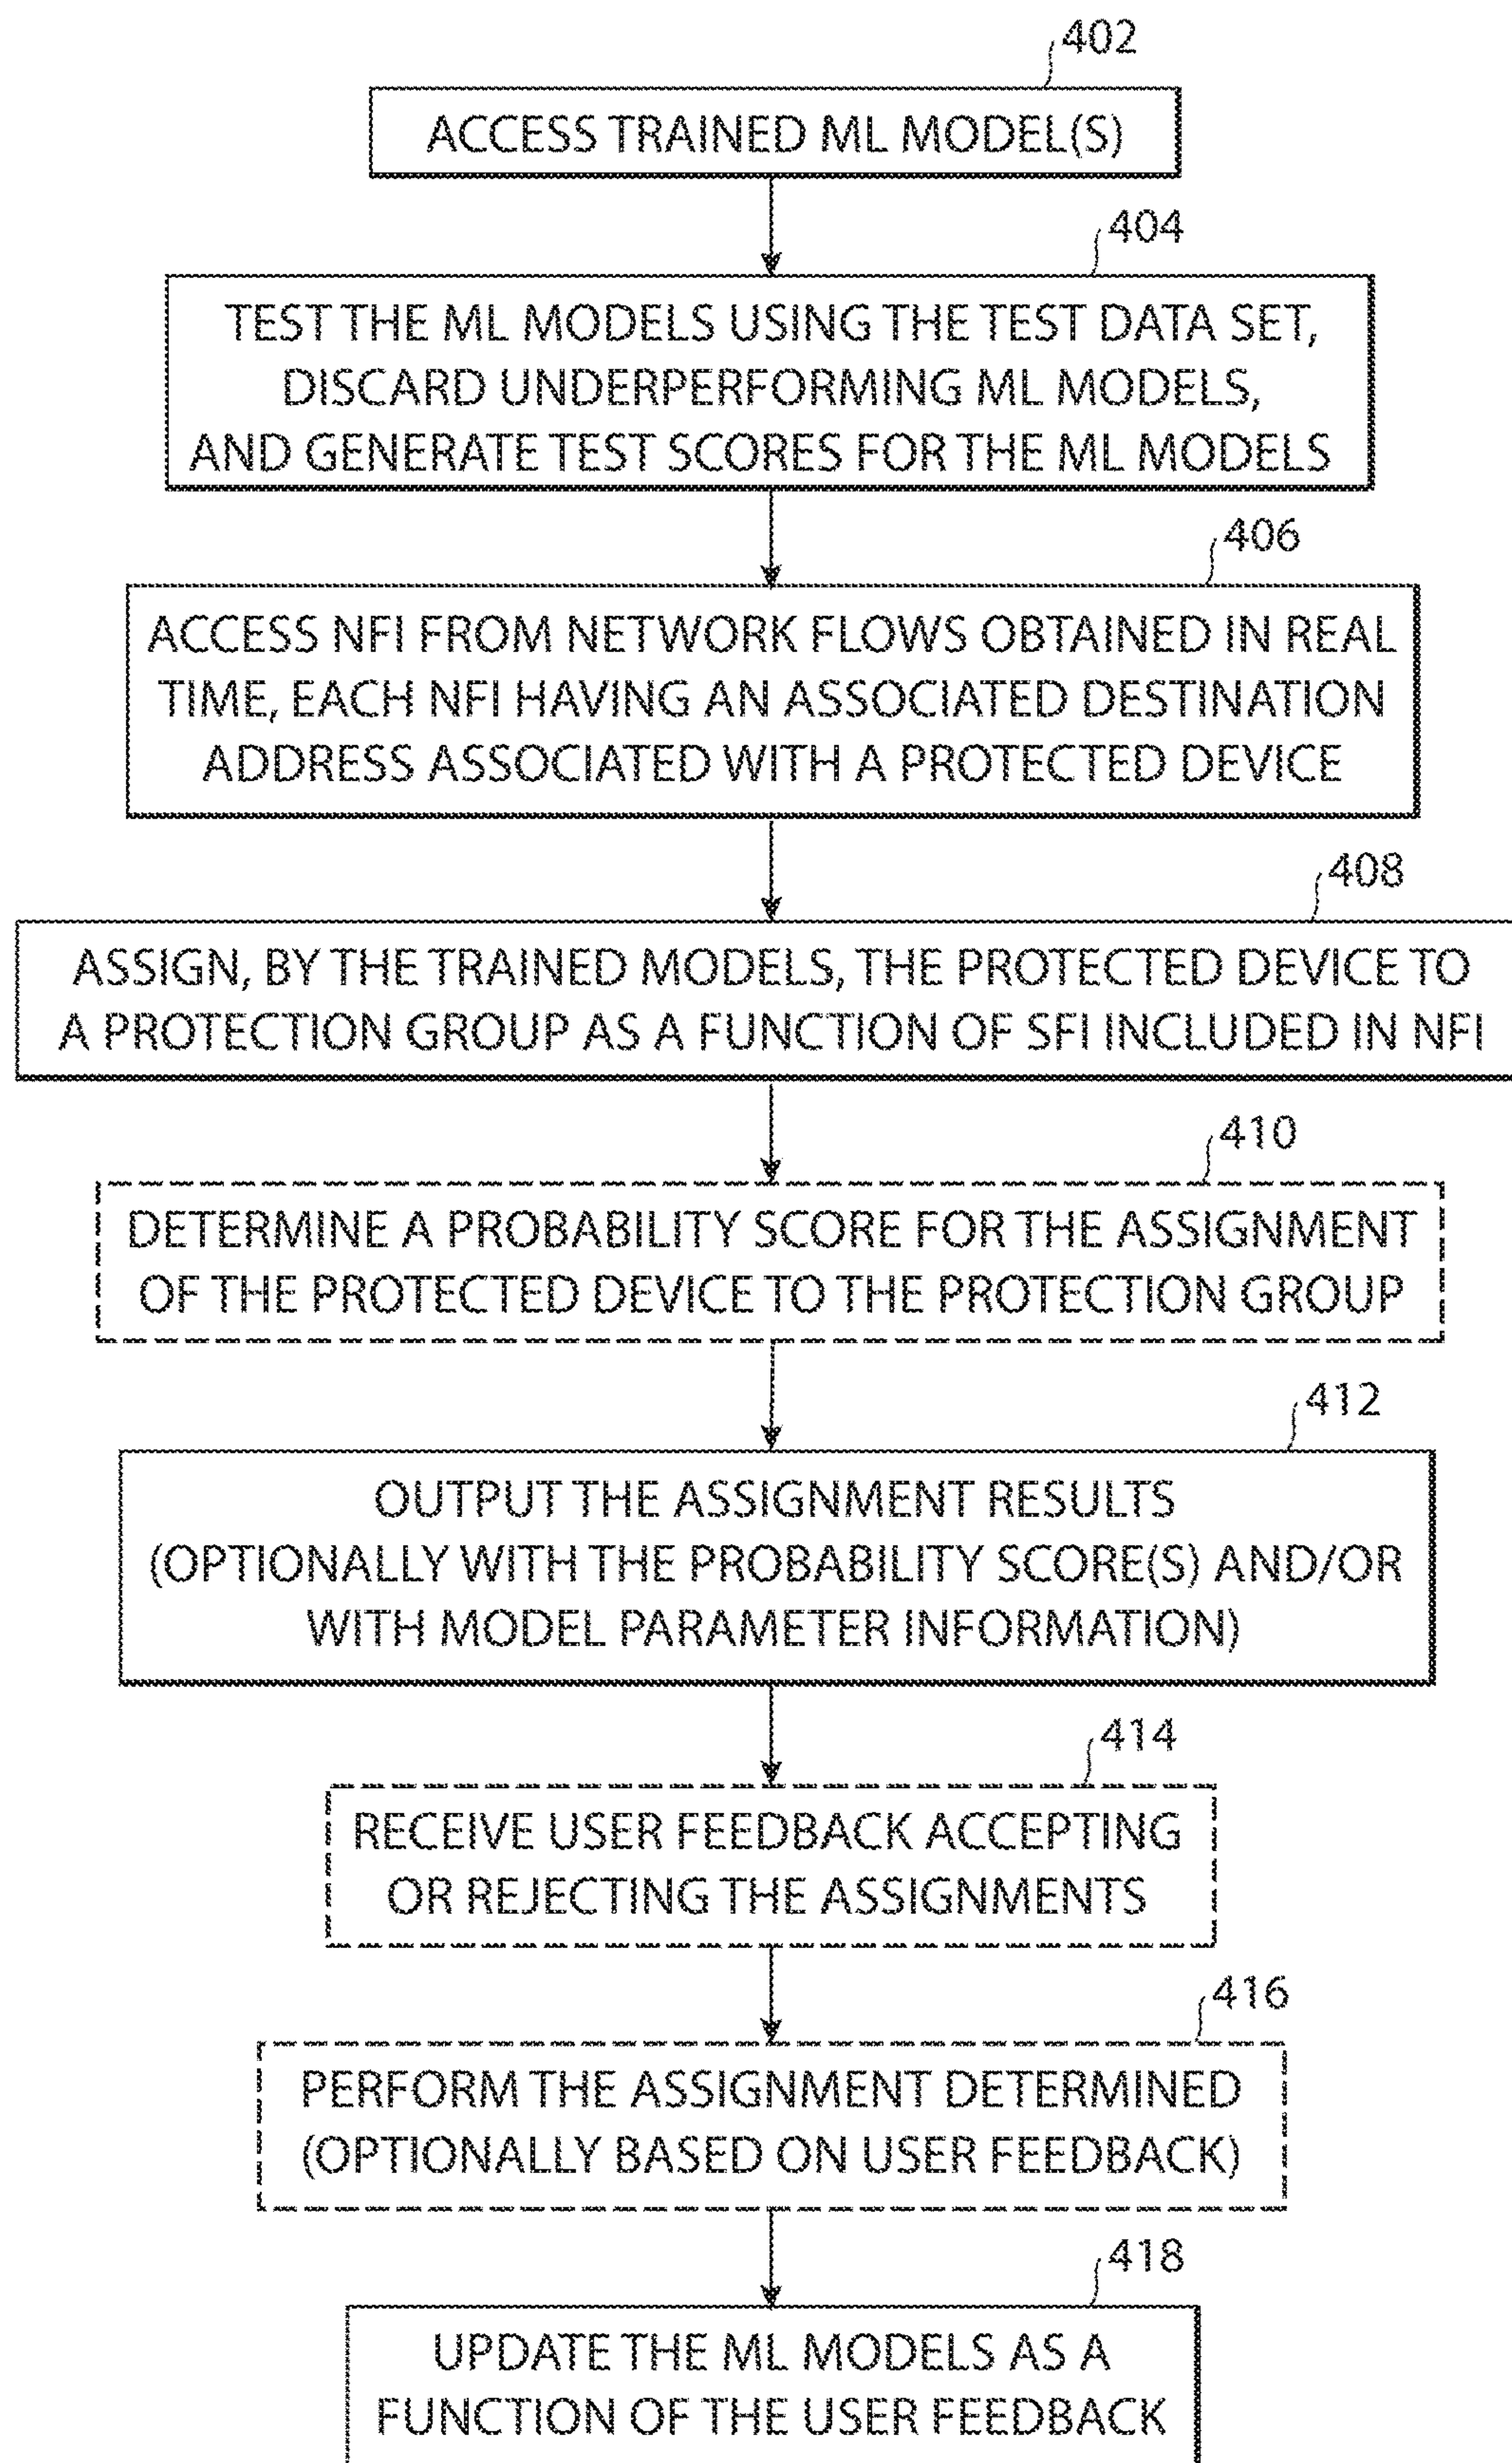 402
ACCESS TRAINED ML MODEL(S)
404
TEST THE ML MODELS USING THE TEST DATA SET,
DISCARD UNDERPERFORMING ML MODELS,
AND GENERATE TEST SCORES FOR THE ML MODELS
406
ACCESS NFI FROM NETWORK FLOWS OBTAINED IN REAL
TIME, EACH NFI HAVING AN ASSOCIATED DESTINATION
ADDRESS ASSOCIATED WITH A PROTECTED DEVICE
408
ASSIGN, BY THE TRAINED MODELS, THE PROTECTED DEVICE TO
A PROTECTION GROUP AS A FUNCTION OF SFI INCLUDED IN NFI
410
DETERMINE A PROBABILITY SCORE FOR THE ASSIGNMENT
OF THE PROTECTED DEVICE TO THE PROTECTION GROUP
412
OUTPUT THE ASSIGNMENT RESULTS
(OPTIONALLY WITH THE PROBABILITY SCORE(S) AND/OR
WITH MODEL PARAMETER INFORMATION)
414
RECEIVE USER FEEDBACK ACCEPTING
OR REJECTING THE ASSIGNMENTS
416
PERFORM THE ASSIGNMENT DETERMINED
(OPTIONALLY BASED ON USER FEEDBACK)
418
UPDATE THE ML MODELS AS A
FUNCTION OF THE USER FEEDBACK